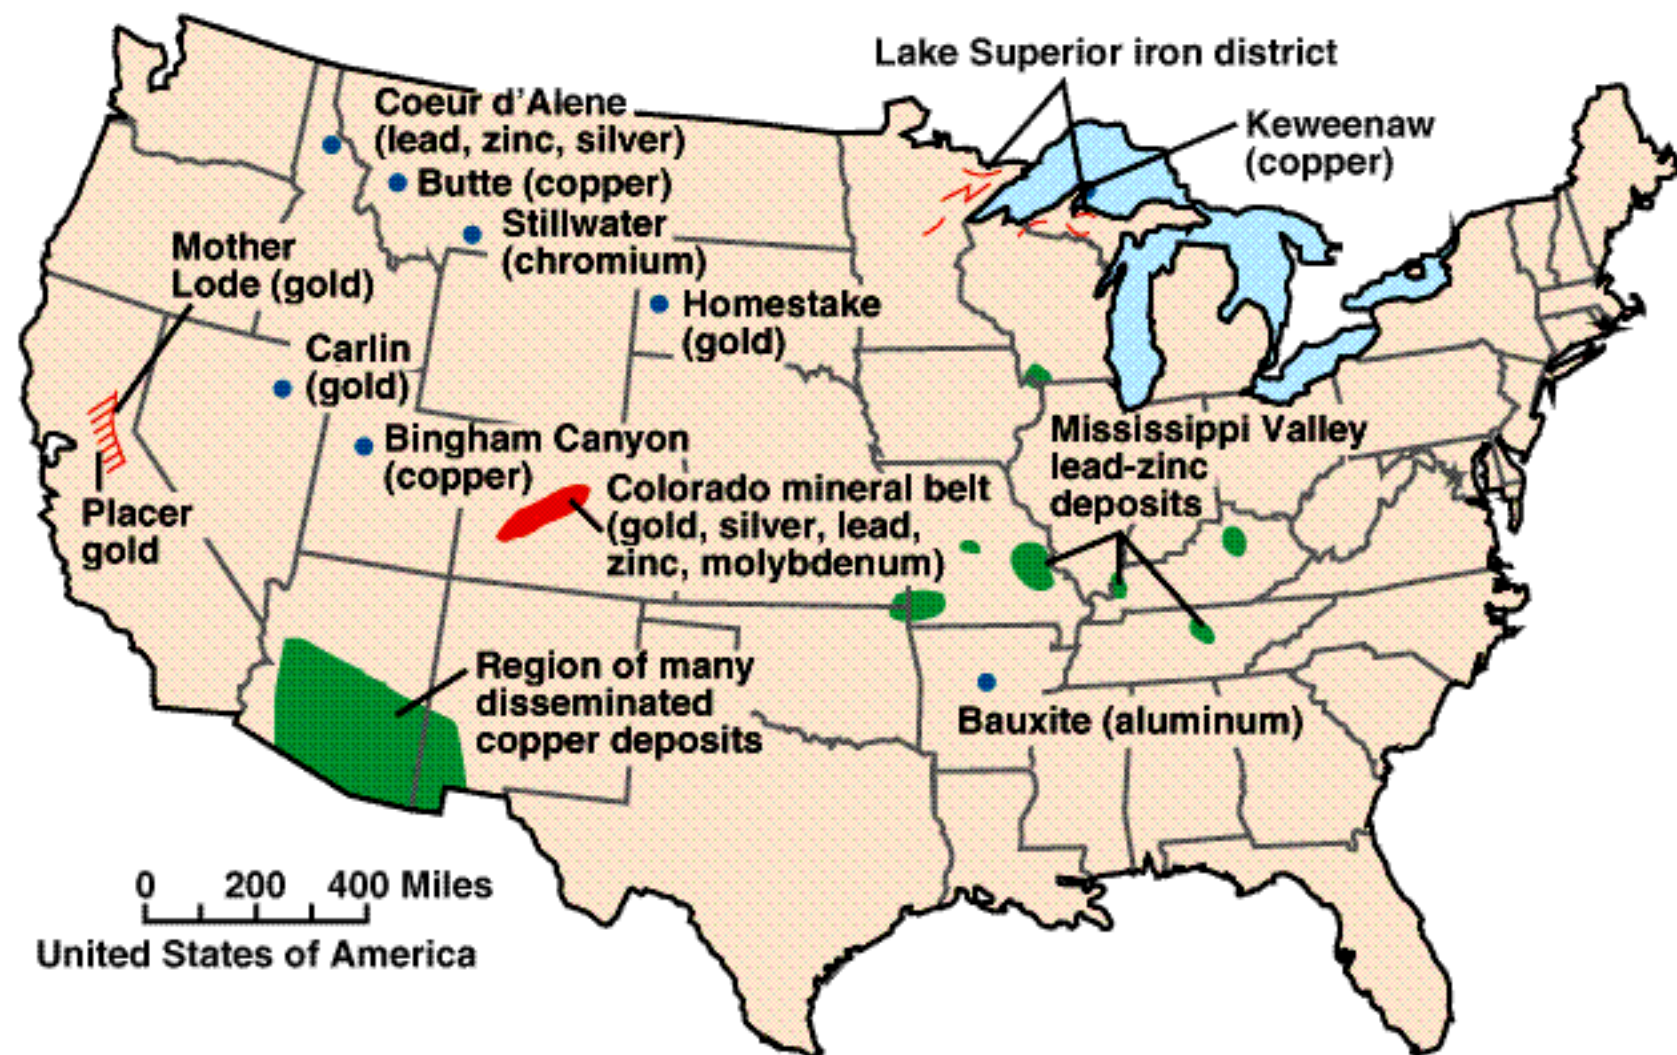 Lake Superior iron district
Coeur d'Alene
(lead, zinc, silver)
Keweenaw
(copper)
Butte (copper)
Stillwater
(chromium)
Mother
Lode (gold)
Homestake
(gold)
Carlin
(gold)
Bingham Canyon
(copper)
Mississippi Valley
lead-zinc
deposits
Colorado mineral belt
(gold, silver, lead,
zinc, molybdenum)
Placer
gold
Region of many
disseminated
copper deposits
Bauxite (aluminum)
0 200 400 Miles
United States of America